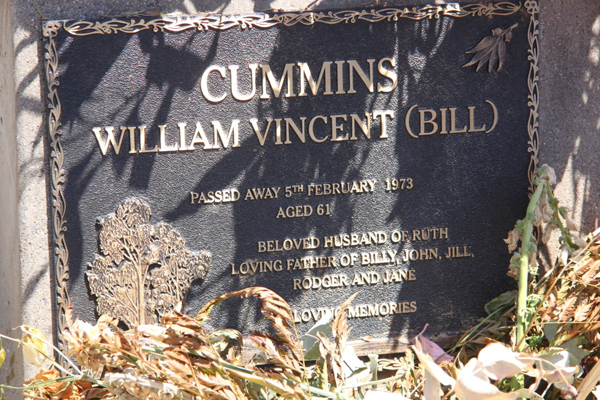 CUMMINS
WILLIAM VINCENT (BILL)
PASSED AWAY 5TH FEBRUARY 1973
AGED 61
BELOVED HUSBAND OF RUTH
LOVING FATHER OF BILLY, JOHN, JILL,
RODGER AND JANE
LOVING MEMORIES